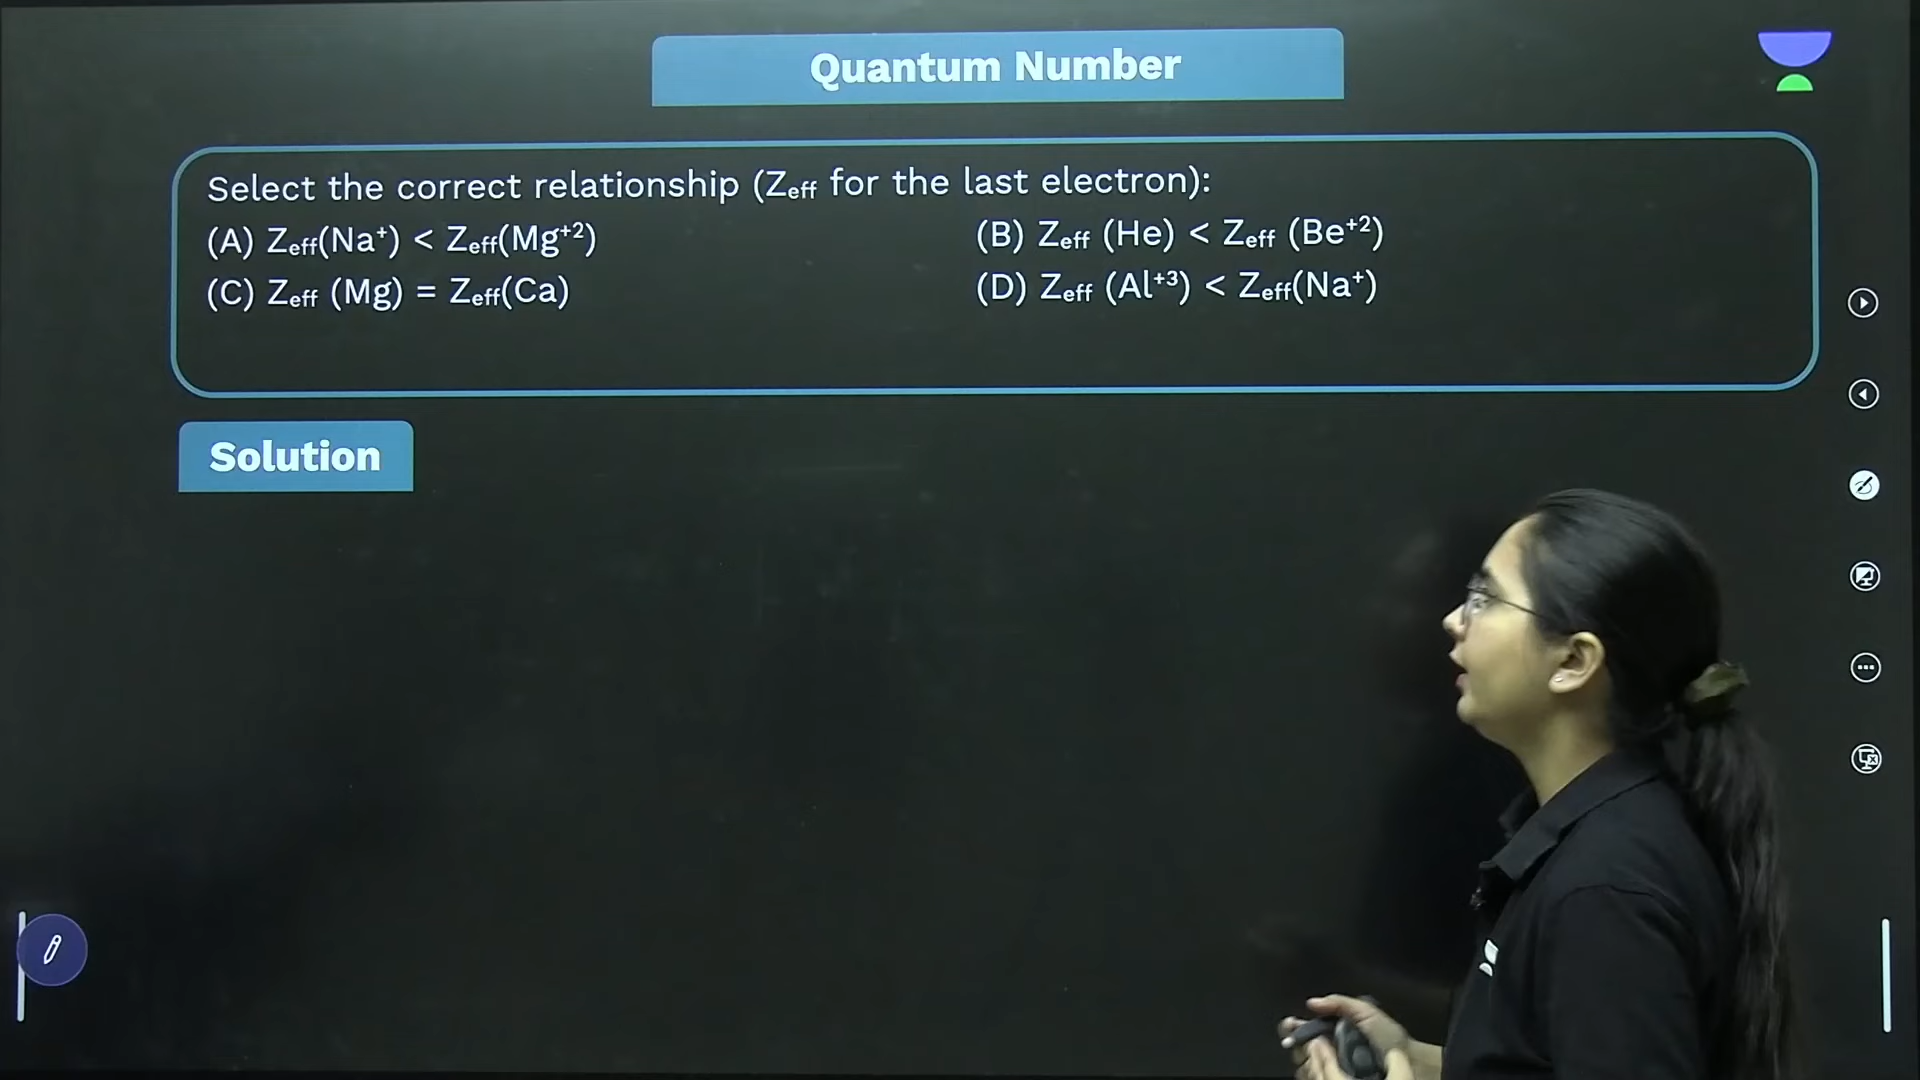 Quantum Number
Select the correct relationship (Zeff for the last electron):
(A) Zeff(Na⁺) < Zeff(Mg⁺²)
(B) Zeff (He) < Zeff (Be⁺²)
(C) Zeff (Mg) = Zeff(Ca)
(D) Zeff (Al⁺³) < Zeff(Na⁺)
Solution